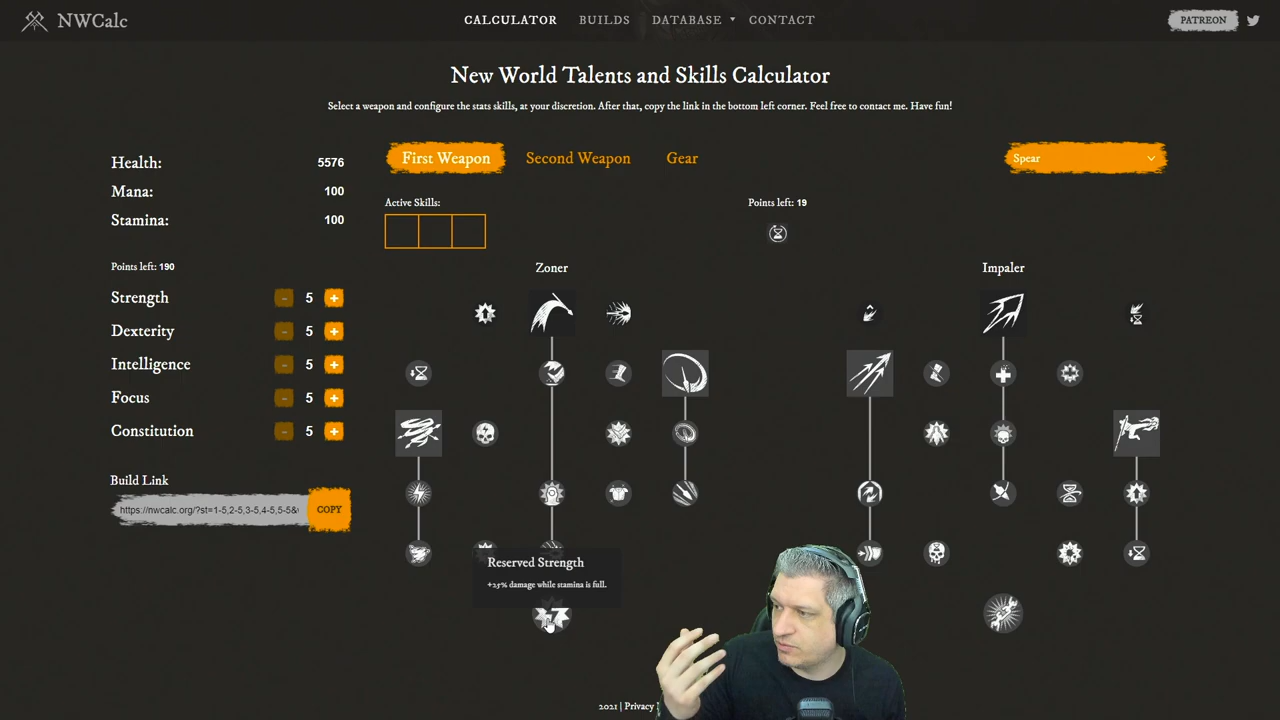 NWCalc
CALCULATOR
BUILDS
DATABASE
CONTACT
PATREON
New World Talents and Skills Calculator
Select a weapon and configure the stats skills, at your discretion. After that, copy the link in the bottom left corner. Feel free to contact me. Have fun!
Health: 5576
Mana: 100
Stamina: 100
First Weapon
Second Weapon
Gear
Spear
Active Skills:
Points left: 19
Points left: 190
Strength - 5 +
Dexterity - 5 +
Intelligence - 5 +
Focus - 5 +
Constitution - 5 +
Build Link
https://nwcalc.org/?st=1-5,2-5,3-5,4-5,5-5&
COPY
Zoner
Impaler
Reserved Strength
+25% damage while stamina is full.
2021 | Privacy